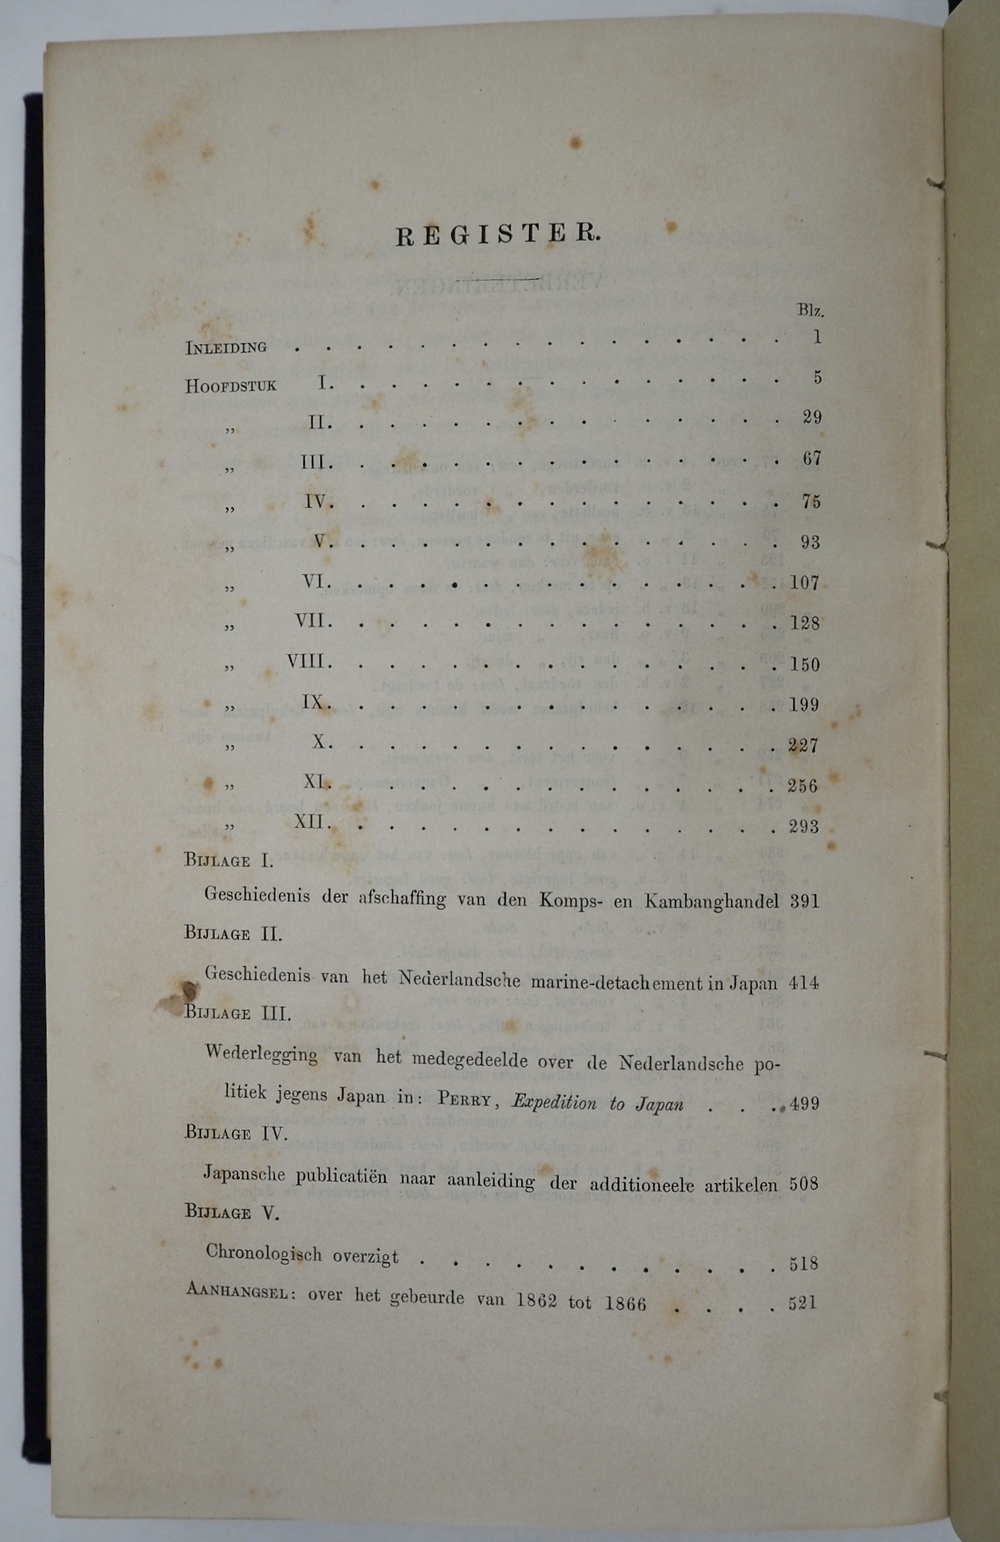 REGISTER.
Blz.
INLEIDING . . . . . . . . . . . . . . . . 1
HOOFDSTUK I. . . . . . . . . . . . . . . 5
„ II. . . . . . . . . . . . . . . 29
„ III. . . . . . . . . . . . . . . 67
„ IV. . . . . . . . . . . . . . . 75
„ V. . . . . . . . . . . . . . . 93
„ VI. . . . . . . . . . . . . . . 107
„ VII. . . . . . . . . . . . . . . 128
„ VIII. . . . . . . . . . . . . . . 150
„ IX. . . . . . . . . . . . . . . 199
„ X. . . . . . . . . . . . . . . 227
„ XI. . . . . . . . . . . . . . . 256
„ XII. . . . . . . . . . . . . . . 293
BIJLAGE I.
Geschiedenis der afschaffing van den Komps- en Kambanghandel 391
BIJLAGE II.
Geschiedenis van het Nederlandsche marine-detachement in Japan 414
BIJLAGE III.
Wederlegging van het medegedeelde over de Nederlandsche po-
litiek jegens Japan in: PERRY, Expedition to Japan . . . 499
BIJLAGE IV.
Japansche publicatiën naar aanleiding der additioneele artikelen 508
BIJLAGE V.
Chronologisch overzigt . . . . . . . . . . . . 518
AANHANGSEL: over het gebeurde van 1862 tot 1866 . . . . 521